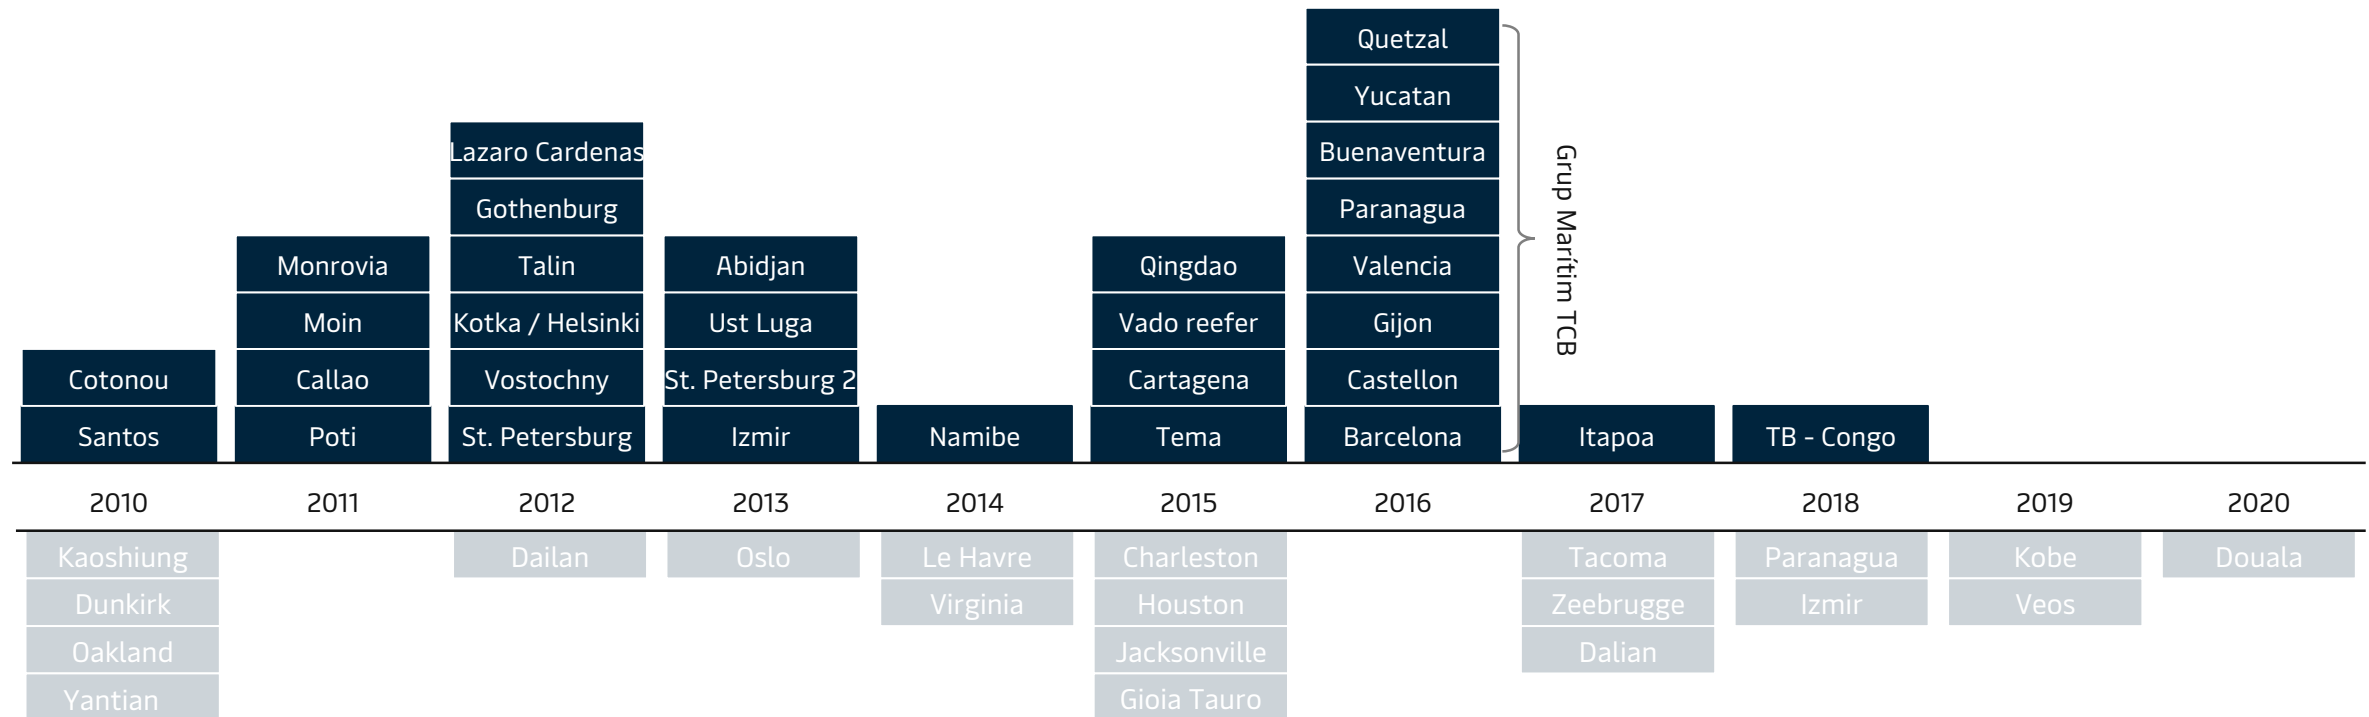 Quetzal
Yucatan
Lazaro Cardenas
Buenaventura
Gothenburg
Paranagua
Monrovia
Talin
Abidjan
Qingdao
Valencia
Moin
Kotka / Helsinki
Ust Luga
Vado reefer
Gijon
Cotonou
Callao
Vostochny
St. Petersburg 2
Cartagena
Castellon
Santos
Poti
St. Petersburg
Izmir
Namibe
Tema
Barcelona
Itapoa
TB - Congo
Grup Marítim TCB
2010
2011
2012
2013
2014
2015
2016
2017
2018
2019
2020
Kaoshiung
Dailan
Oslo
Le Havre
Charleston
Tacoma
Paranagua
Kobe
Douala
Dunkirk
Virginia
Houston
Zeebrugge
Izmir
Veos
Oakland
Jacksonville
Dalian
Yantian
Gioia Tauro